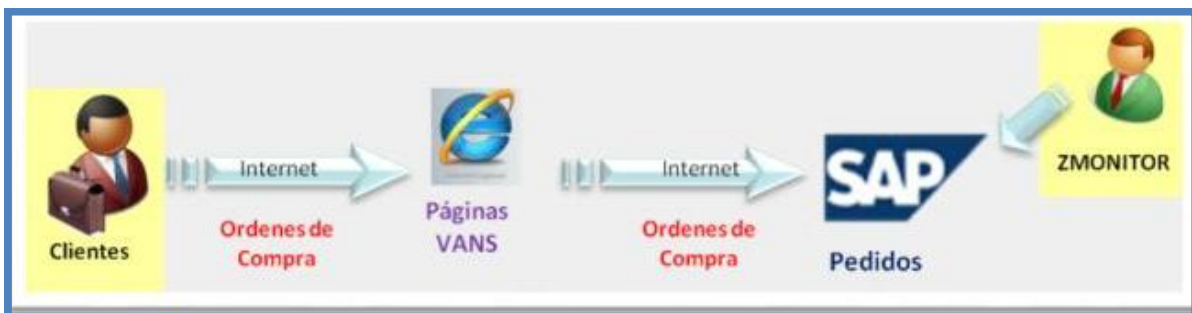 Internet
Internet
SAP
ZMONITOR
Clientes
Ordenes de
Compra
Páginas
VANS
Ordenes de
Compra
Pedidos